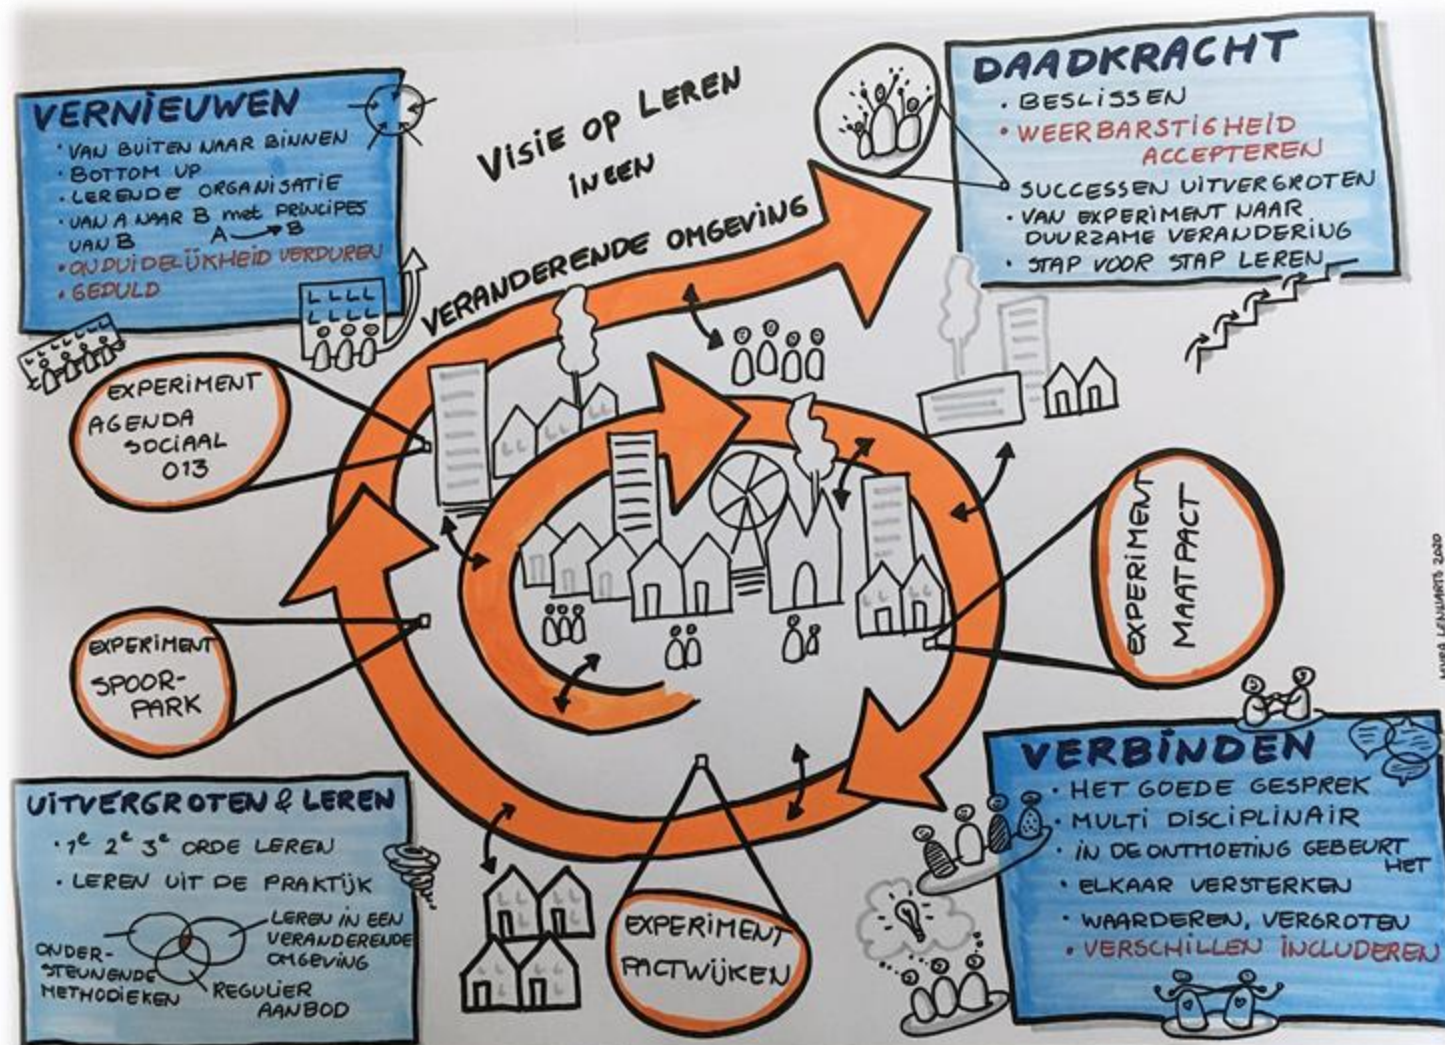 VISIE OP LEREN
IN EEN
VERANDERENDE OMGEVING
VERNIEUWEN
• VAN BUITEN NAAR BINNEN
• BOTTOM UP
• LERENDE ORGANISATIE
• VAN A NAAR B met PRINCIPES
VAN B A → B
• ONDUIDELIJKHEID VERDUREN
• GEDULD
DAADKRACHT
• BESLISSEN
• WEERBARSTIGHEID
ACCEPTEREN
SUCCESSEN UITVERGROTEN
• VAN EXPERIMENT NAAR
DUURZAME VERANDERING
• STAP VOOR STAP LEREN
EXPERIMENT
AGENDA
SOCIAAL
013
EXPERIMENT
SPOOR-
PARK
EXPERIMENT
MAATPACT
EXPERIMENT
PACTWIJKEN
UITVERGROTEN & LEREN
• 1e 2e 3e ORDE LEREN
• LEREN UIT DE PRAKTIJK
ONDER-
STEUNENDE
METHODIEKEN
LEREN IN EEN
VERANDERENDE
OMGEVING
REGULIER
AANBOD
VERBINDEN
• HET GOEDE GESPREK
• MULTI DISCIPLINAIR
• IN DE ONTMOETING GEBEURT
HET
• ELKAAR VERSTERKEN
• WAARDEREN, VERGROTEN
• VERSCHILLEN INCLUDEREN
2020